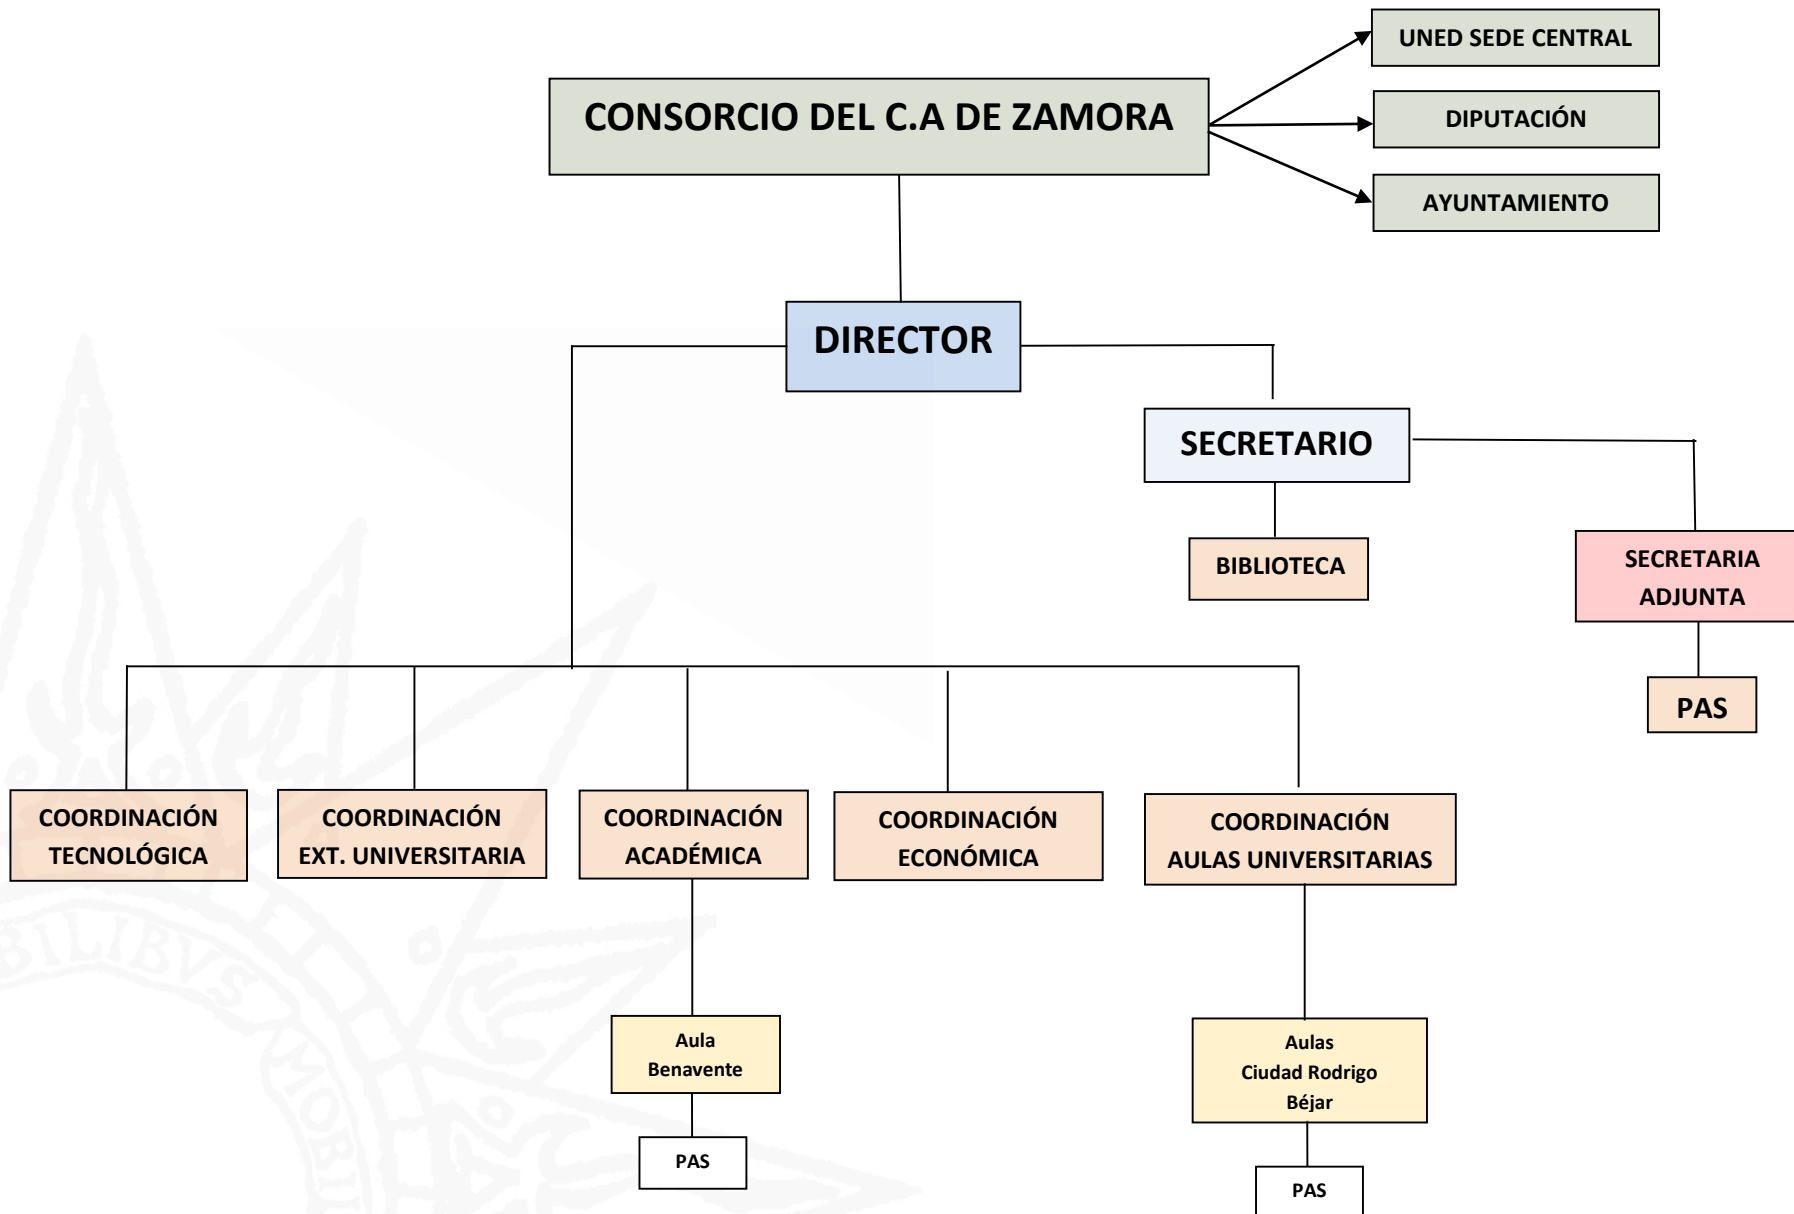 UNED SEDE CENTRAL
CONSORCIO DEL C.A DE ZAMORA
DIPUTACIÓN
AYUNTAMIENTO
DIRECTOR
SECRETARIO
BIBLIOTECA
SECRETARIA
ADJUNTA
PAS
COORDINACIÓN
TECNOLÓGICA
COORDINACIÓN
EXT. UNIVERSITARIA
COORDINACIÓN
ACADÉMICA
COORDINACIÓN
ECONÓMICA
COORDINACIÓN
AULAS UNIVERSITARIAS
Aula
Benavente
PAS
Aulas
Ciudad Rodrigo
Béjar
PAS